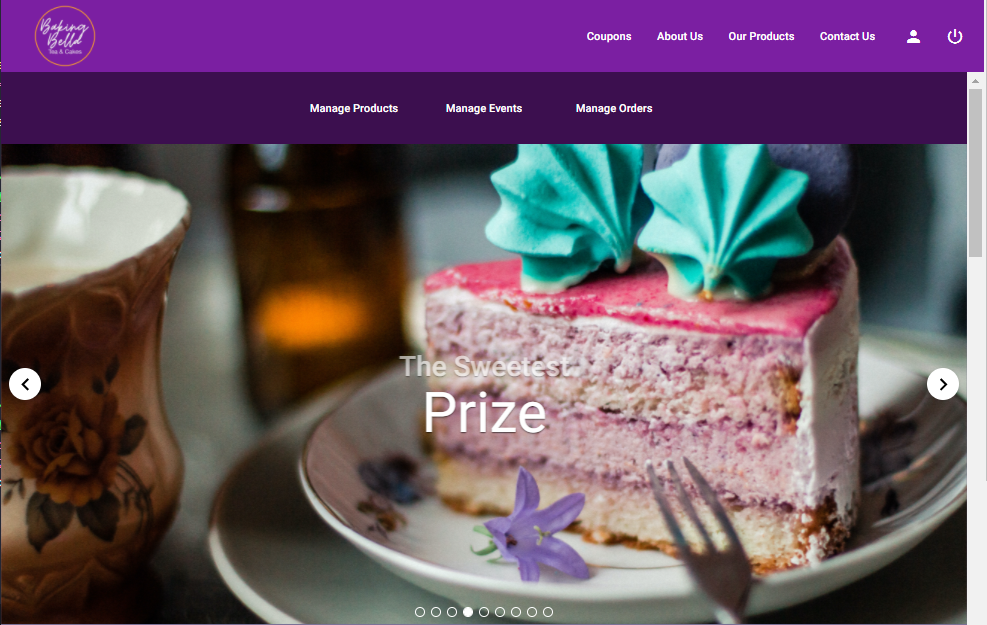 Baking
Bella
Tea & Cakes
Coupons About Us Our Products Contact Us
Manage Products Manage Events Manage Orders
The Sweetest
Prize